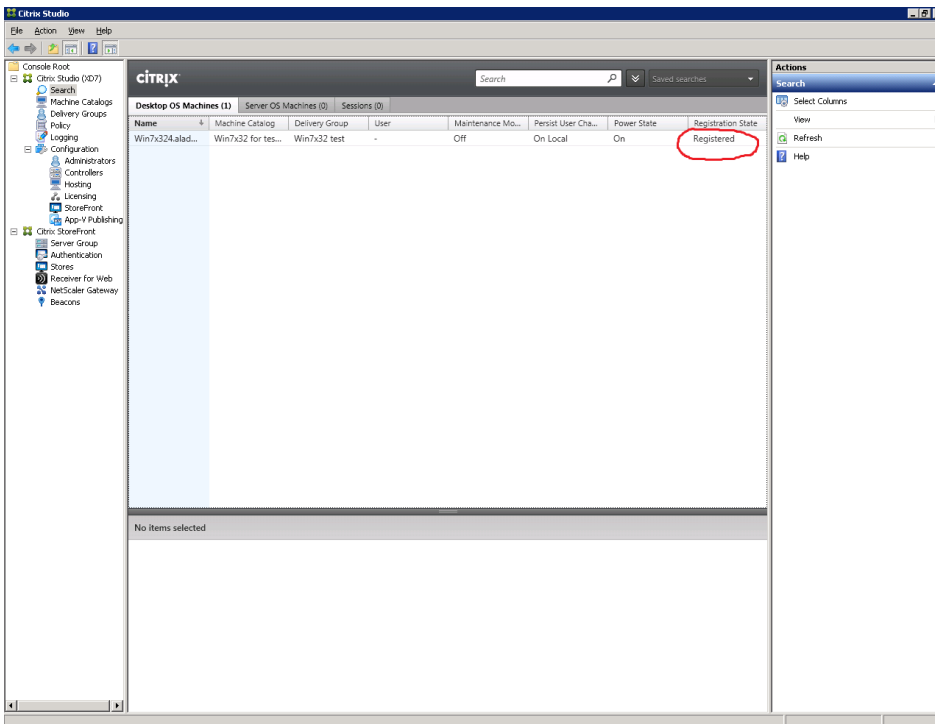 Citrix Studio
File Action View Help
Console Root
Citrix Studio (XD7)
Search
Machine Catalogs
Delivery Groups
Policy
Logging
Configuration
Administrators
Controllers
Hosting
Licensing
StoreFront
App-V Publishing
Citrix StoreFront
Server Group
Authentication
Stores
Receiver for Web
NetScaler Gateway
Beacons
CITRIX
Search
Saved searches
Desktop OS Machines (1) Server OS Machines (0) Sessions (0)
Name Machine Catalog Delivery Group User Maintenance Mo... Persist User Cha... Power State Registration State
Win7x324.alad... Win7x32 for tes... Win7x32 test - Off On Local On Registered
No items selected
Actions
Search
Select Columns
View
Refresh
Help